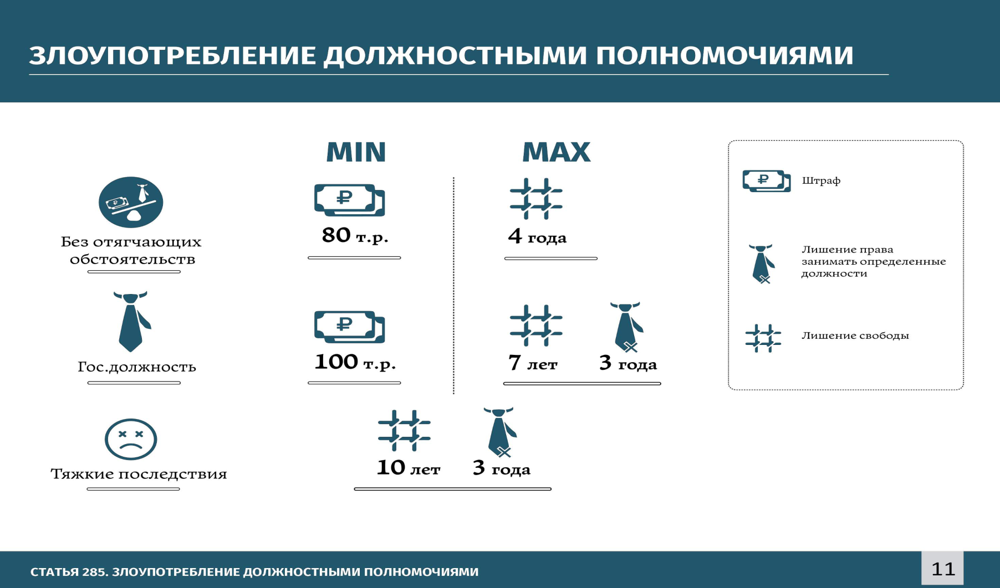 ЗЛОУПОТРЕБЛЕНИЕ ДОЛЖНОСТНЫМИ ПОЛНОМОЧИЯМИ
MIN
MAX
Без отягчающих
обстоятельств
₽
80 т.р.
4 года
Гос.должность
₽
100 т.р.
7 лет
3 года
Тяжкие последствия
10 лет
3 года
₽
Штраф
Лишение права
занимать определенные
должности
Лишение свободы
СТАТЬЯ 285. ЗЛОУПОТРЕБЛЕНИЕ ДОЛЖНОСТНЫМИ ПОЛНОМОЧИЯМИ
11